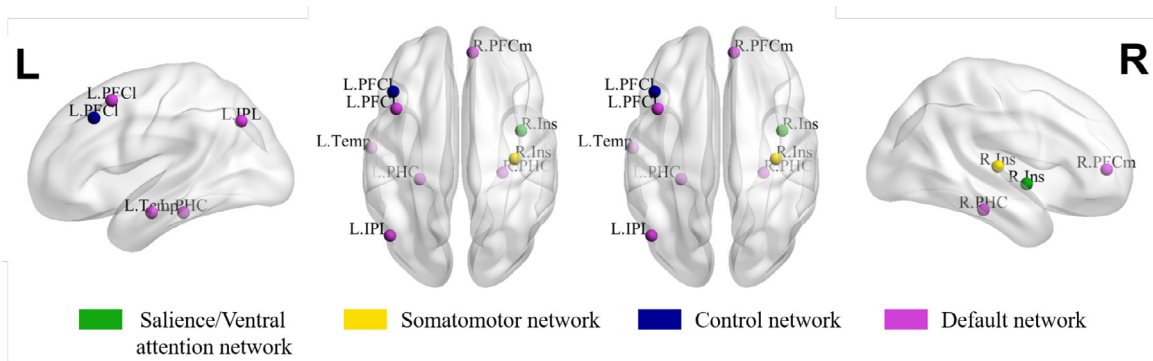 L
L.PFCl
L.PFCl
L.IPL
L.Temp
L.PHC
R.PFCm
L.PFCl
L.PFCl
R.Ins
L.Temp
R.Ins
L.PHC
R.PHC
L.IPL
R.PFCm
L.PFCl
L.PFCl
R.Ins
L.Temp
R.Ins
L.PHC
R.PHC
L.IPL
R
R.Ins
R.PFCm
R.Ins
R.PHC
Salience/Ventral
attention network
Somatomotor network
Control network
Default network